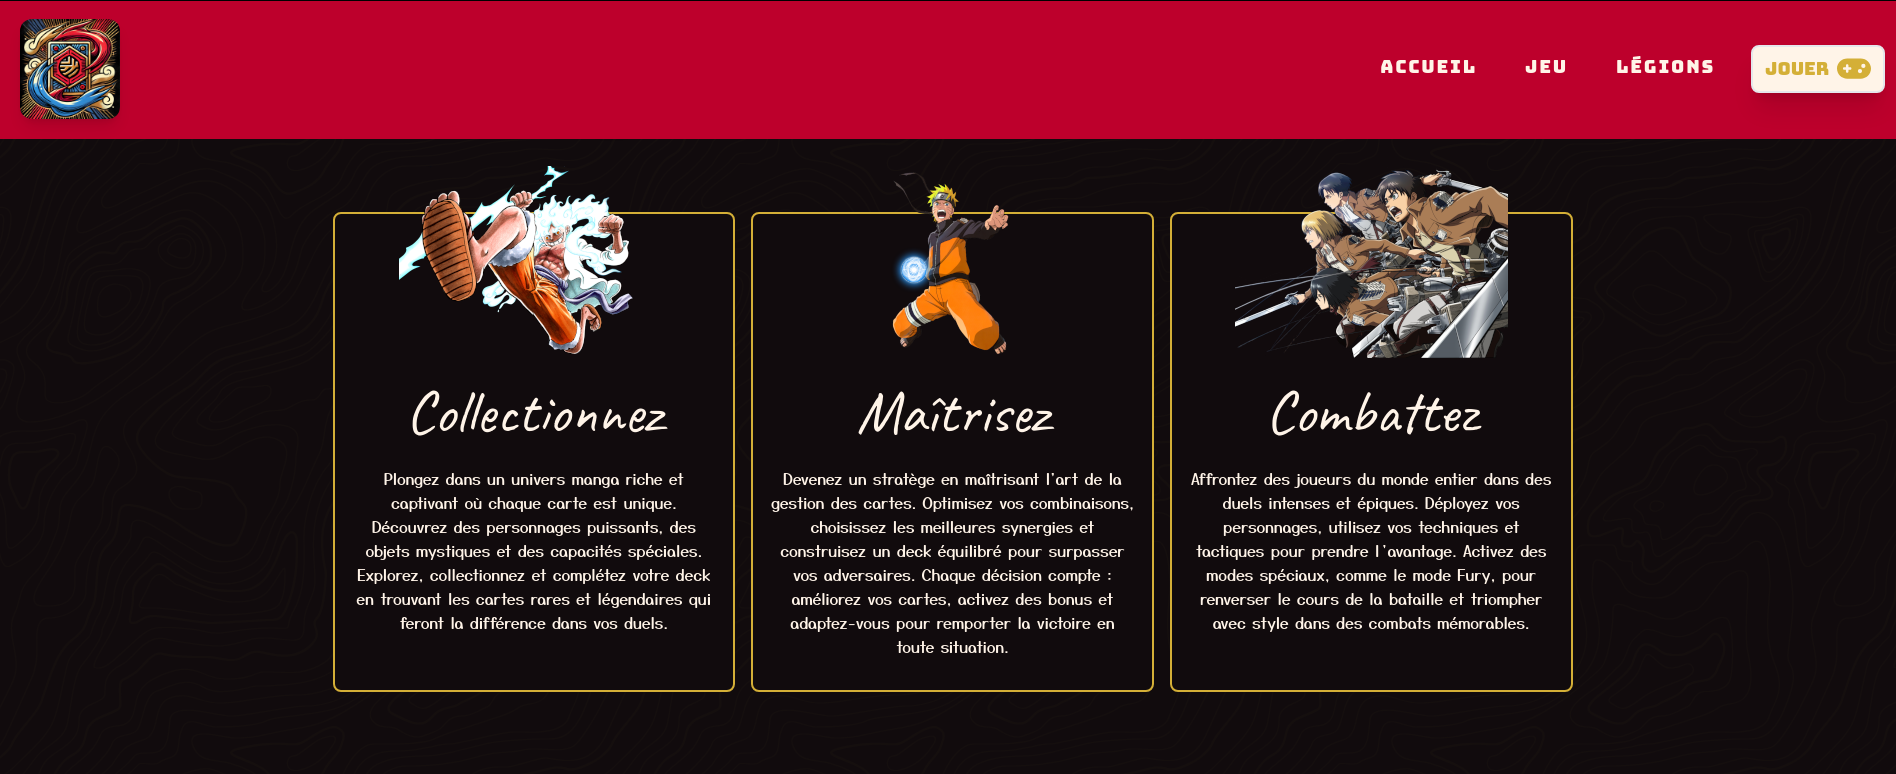 ACCUEIL
JEU
LÉGIONS
JOUER
Collectionnez
Plongez dans un univers manga riche et
captivant où chaque carte est unique.
Découvrez des personnages puissants, des
objets mystiques et des capacités spéciales.
Explorez, collectionnez et complétez votre deck
en trouvant les cartes rares et légendaires qui
feront la différence dans vos duels.
Maîtrisez
Devenez un stratège en maîtrisant l'art de la
gestion des cartes. Optimisez vos combinaisons,
choisissez les meilleures synergies et
construisez un deck équilibré pour surpasser
vos adversaires. Chaque décision compte :
améliorez vos cartes, activez des bonus et
adaptez-vous pour remporter la victoire en
toute situation.
Combattez
Affrontez des joueurs du monde entier dans des
duels intenses et épiques. Déployez vos
personnages, utilisez vos techniques et
tactiques pour prendre l'avantage. Activez des
modes spéciaux, comme le mode Fury, pour
renverser le cours de la bataille et triompher
avec style dans des combats mémorables.